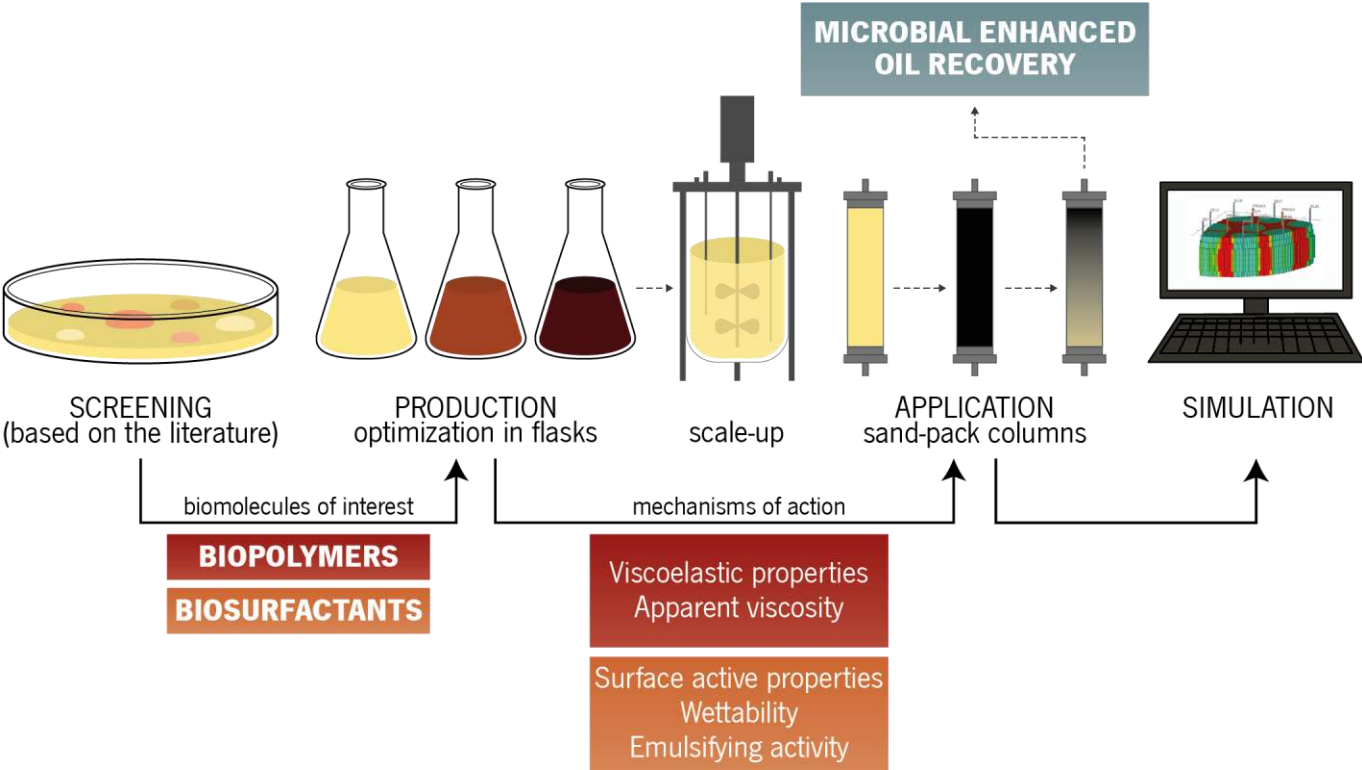 MICROBIAL ENHANCED
OIL RECOVERY
SCREENING
(based on the literature)
PRODUCTION
optimization in flasks
scale-up
APPLICATION
sand-pack columns
SIMULATION
biomolecules of interest
mechanisms of action
BIOPOLYMERS
BIOSURFACTANTS
Viscoelastic properties
Apparent viscosity
Surface active properties
Wettability
Emulsifying activity